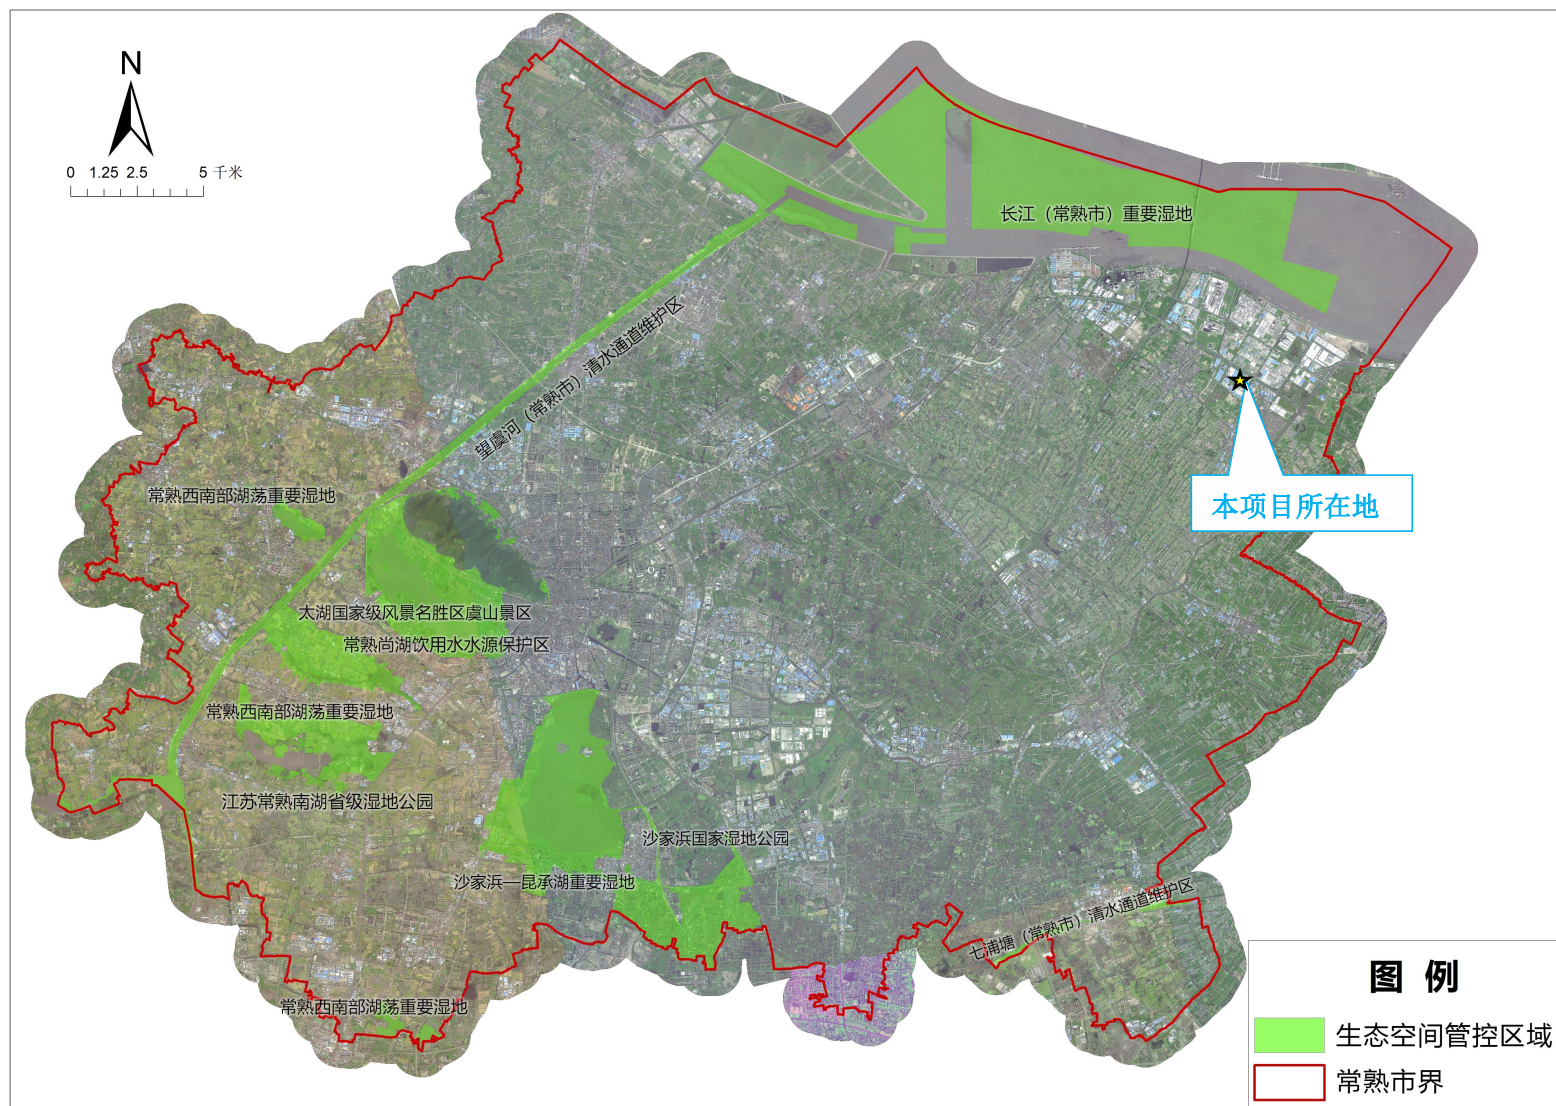 N
0 1.25 2.5 5 千米
长江（常熟市）重要湿地
望虞河（常熟市）清水通道维护区
本项目所在地
常熟西南部湖荡重要湿地
太湖国家级风景名胜区虞山景区
常熟尚湖饮用水水源保护区
常熟西南部湖荡重要湿地
江苏常熟南湖省级湿地公园
沙家浜国家湿地公园
沙家浜—昆承湖重要湿地
七浦塘（常熟市）清水通道维护区
常熟西南部湖荡重要湿地
图 例
生态空间管控区域
常熟市界